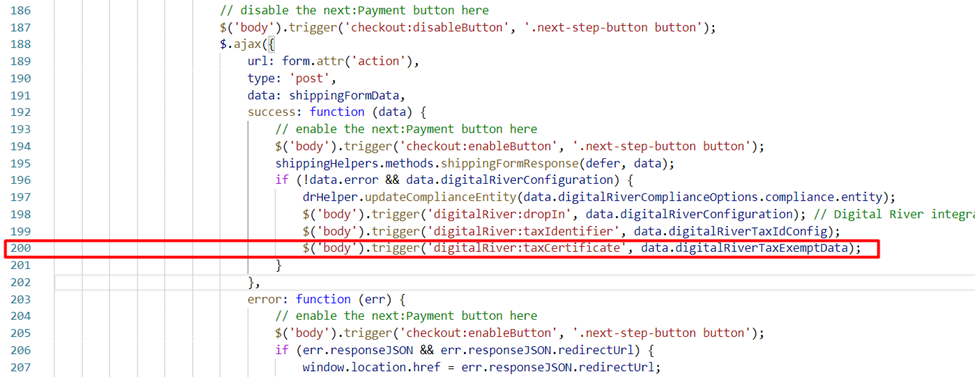 186 // disable the next:Payment button here
187 $('body').trigger('checkout:disableButton', '.next-step-button button');
188 $.ajax({
189 url: form.attr('action'),
190 type: 'post',
191 data: shippingFormData,
192 success: function (data) {
193 // enable the next:Payment button here
194 $('body').trigger('checkout:enableButton', '.next-step-button button');
195 shippingHelpers.methods.shippingFormResponse(defer, data);
196 if (!data.error && data.digitalRiverConfiguration) {
197 drHelper.updateComplianceEntity(data.digitalRiverComplianceOptions.compliance.entity);
198 $('body').trigger('digitalRiver:dropIn', data.digitalRiverConfiguration); // Digital River integra
199 $('body').trigger('digitalRiver:taxIdentifier', data.digitalRiverTaxIdConfig);
200 $('body').trigger('digitalRiver:taxCertificate', data.digitalRiverTaxExemptData);
201 }
202 },
203 error: function (err) {
204 // enable the next:Payment button here
205 $('body').trigger('checkout:enableButton', '.next-step-button button');
206 if (err.responseJSON && err.responseJSON.redirectUrl) {
207 window.location.href = err.responseJSON.redirectUrl;